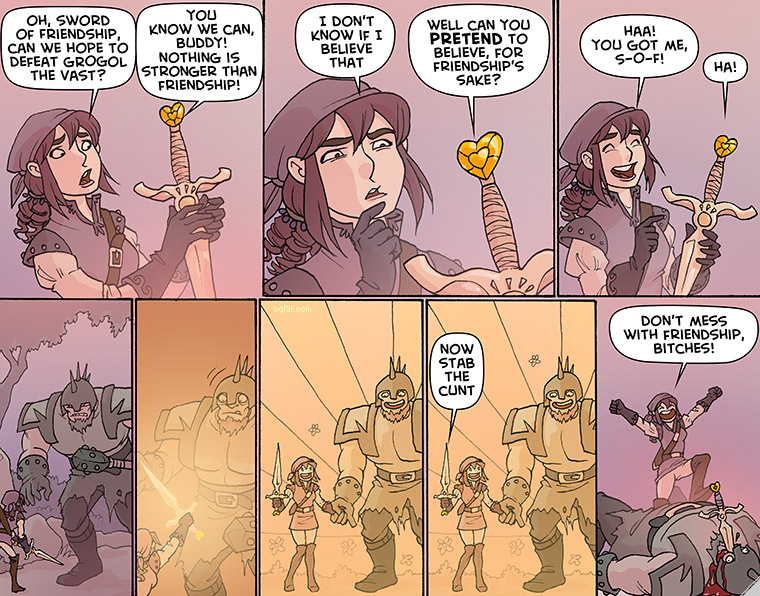 OH, SWORD
OF FRIENDSHIP,
CAN WE HOPE TO
DEFEAT GROGOL
THE VAST?
YOU
KNOW WE CAN,
BUDDY!
NOTHING IS
STRONGER THAN
FRIENDSHIP!
I DON'T
KNOW IF I
BELIEVE
THAT
WELL CAN YOU
PRETEND TO
BELIEVE, FOR
FRIENDSHIP'S
SAKE?
HAA!
YOU GOT ME,
S-O-F!
HA!
oglaf.com
NOW
STAB
THE
CUNT
DON'T MESS
WITH FRIENDSHIP,
BITCHES!